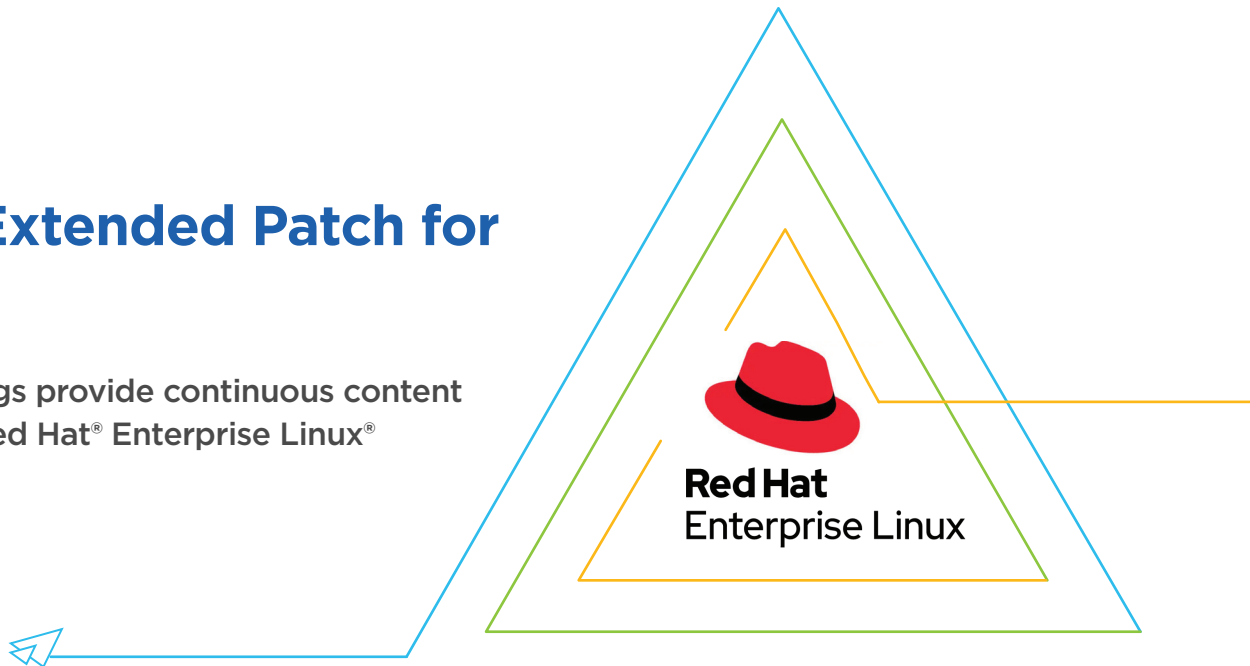 Extended Patch for
gs provide continuous content
ed Hat® Enterprise Linux®
Red Hat
Enterprise Linux